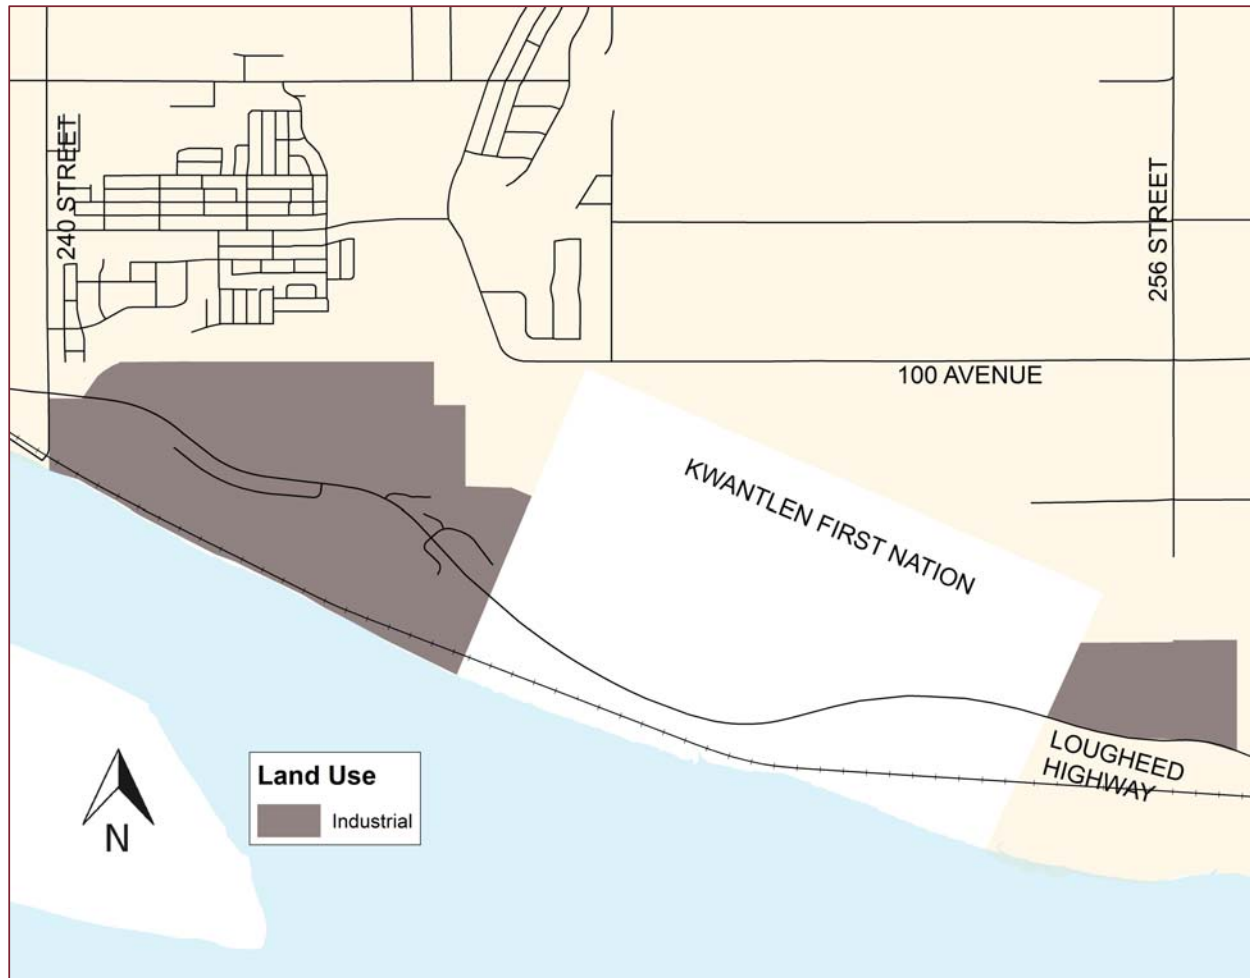 240 STREET
256 STREET
100 AVENUE
KWANTLEN FIRST NATION
LOUGHEED
HIGHWAY
Land Use
Industrial
N